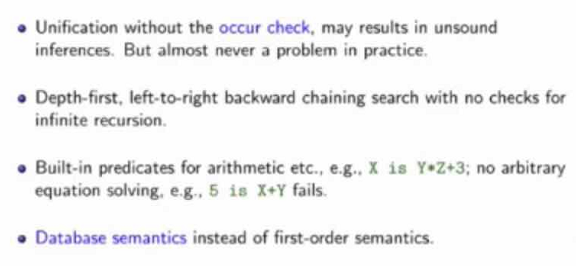 • Unification without the occur check, may results in unsound
inferences. But almost never a problem in practice.
• Depth-first, left-to-right backward chaining search with no checks for
infinite recursion.
• Built-in predicates for arithmetic etc., e.g., X is Y*Z+3; no arbitrary
equation solving, e.g., 5 is X+Y fails.
• Database semantics instead of first-order semantics.